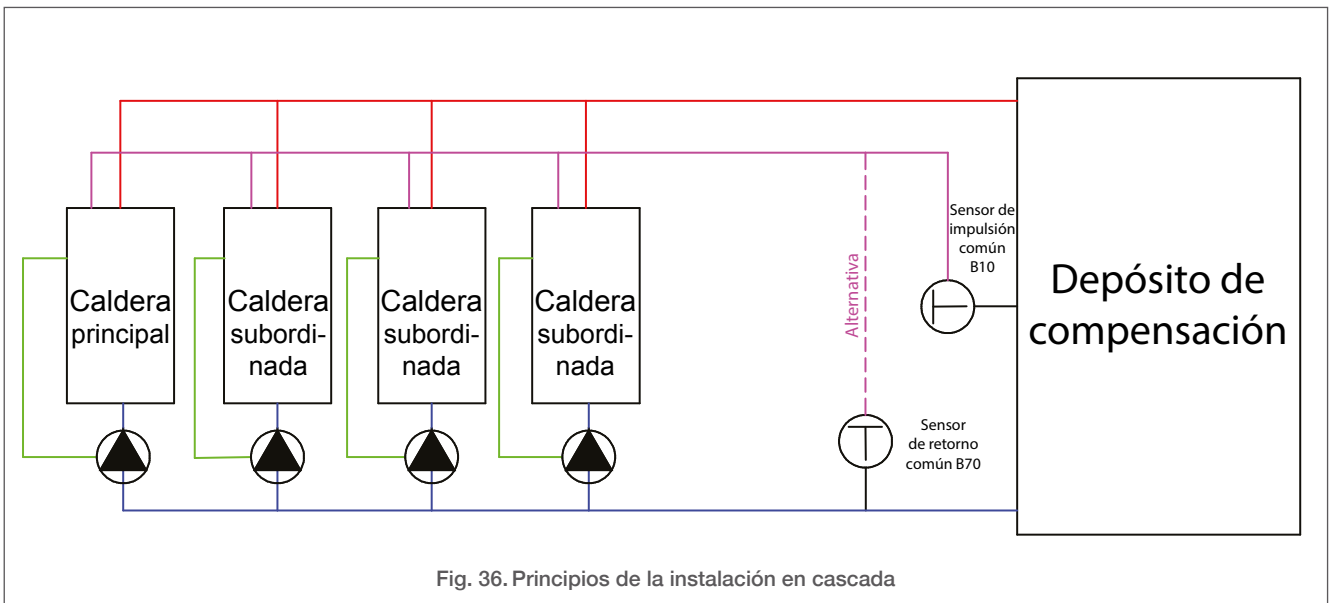 Caldera
principal
Caldera
subordi-
nada
Caldera
subordi-
nada
Caldera
subordi-
nada
Alternativa
Sensor de
impulsión
común
B10
Sensor
de retorno
común B70
Depósito de
compensación
Fig. 36. Principios de la instalación en cascada